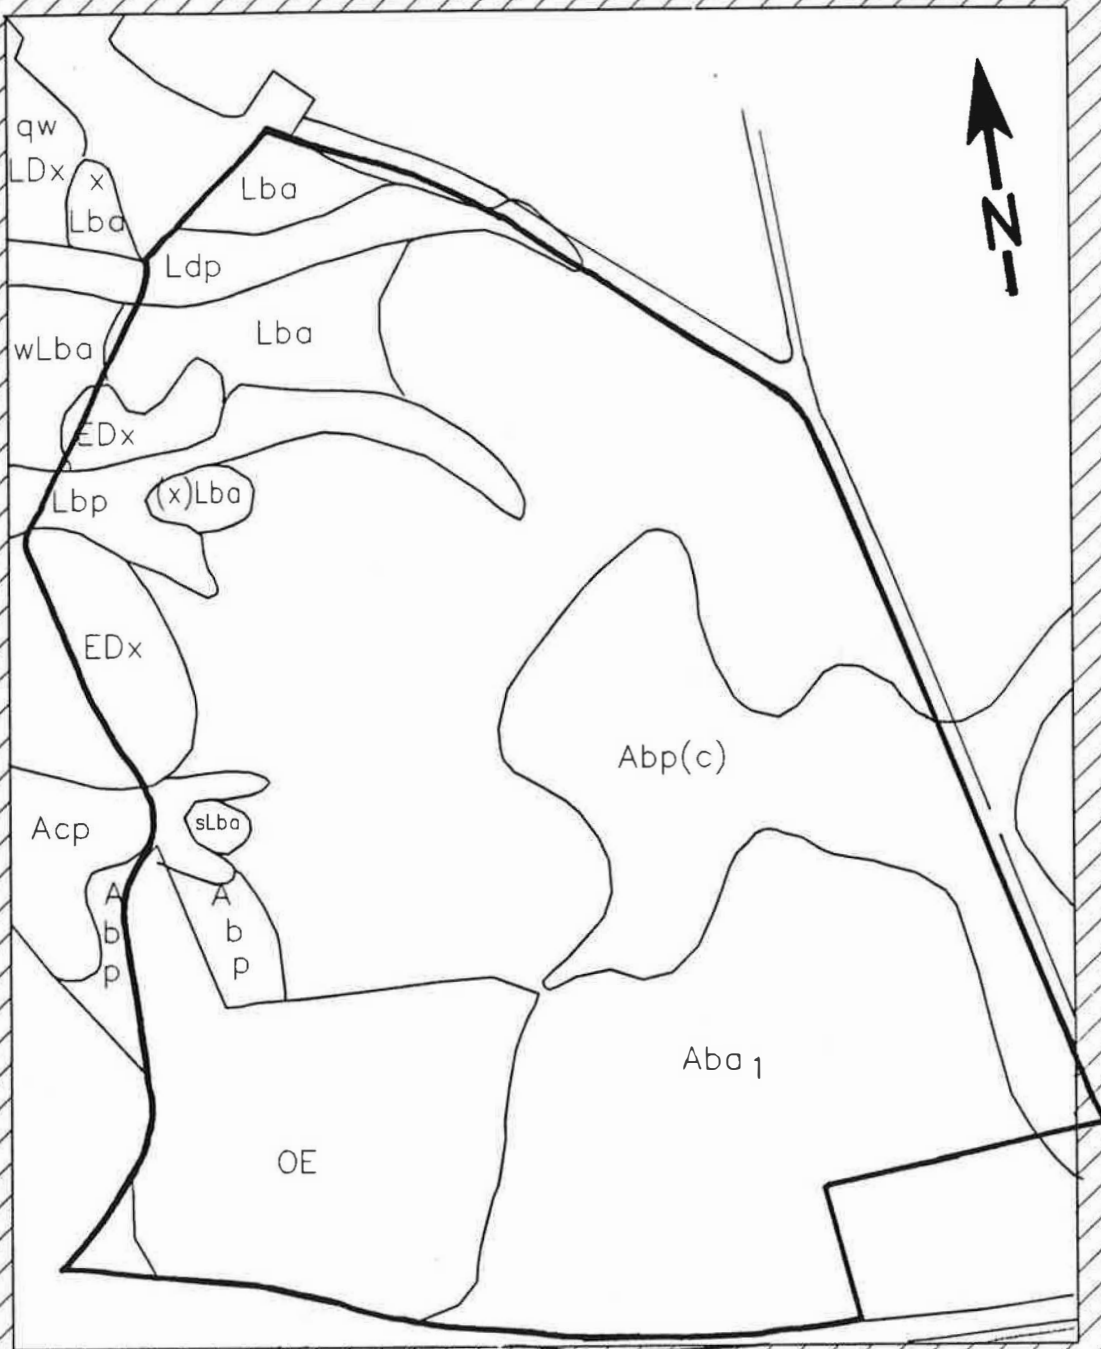 qw
LDx
x
Lba
Lba
Ldp
N
wLba
Lba
EDx
Lbp
(x)Lba
EDx
Abp(c)
Acp
sLba
A
b
p
A
b
p
Aba 1
OE